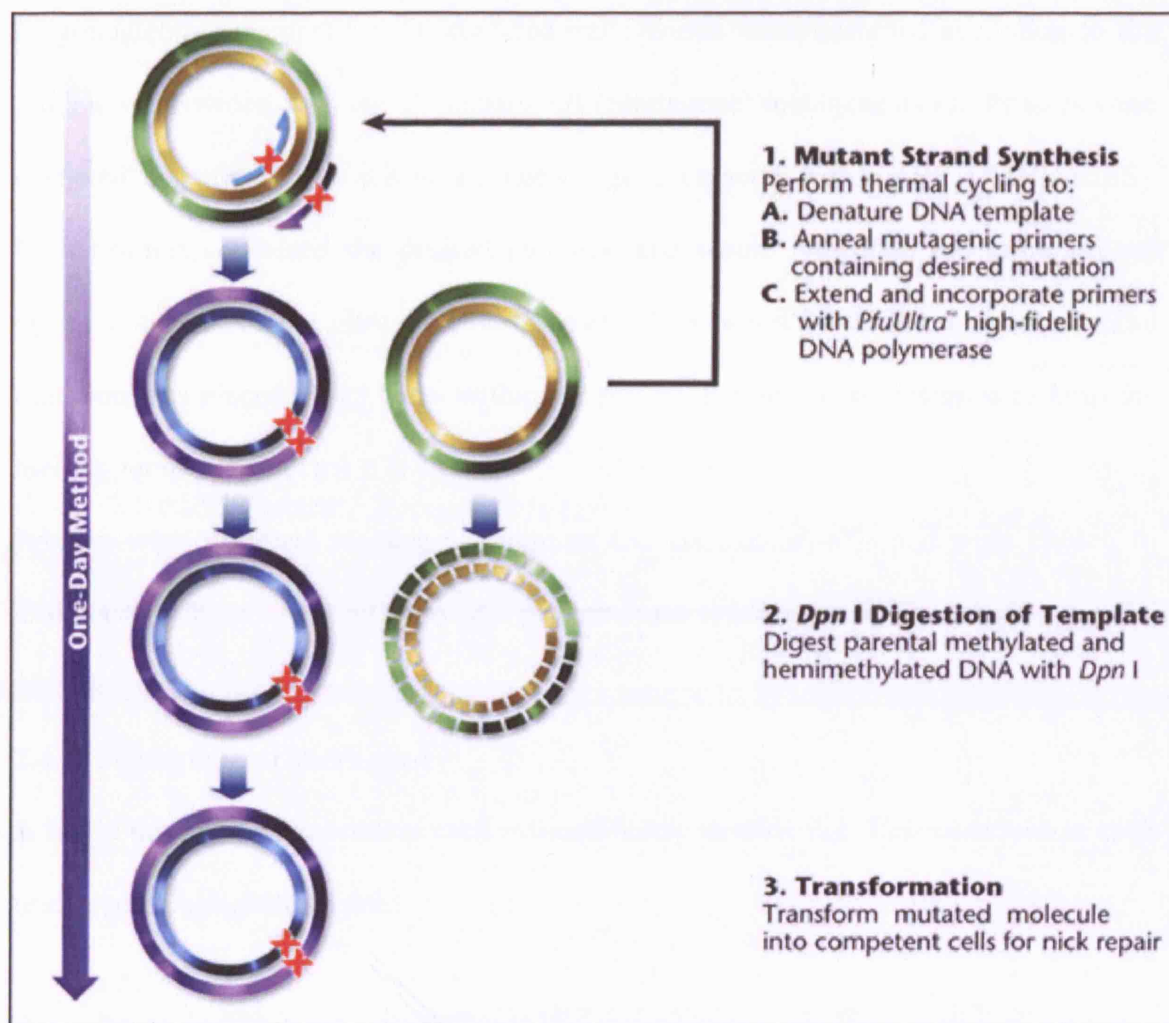 One-Day Method
1. Mutant Strand Synthesis
Perform thermal cycling to:
A. Denature DNA template
B. Anneal mutagenic primers
containing desired mutation
C. Extend and incorporate primers
with PfuUltra™ high-fidelity
DNA polymerase
2. Dpn I Digestion of Template
Digest parental methylated and
hemimethylated DNA with Dpn I
3. Transformation
Transform mutated molecule
into competent cells for nick repair